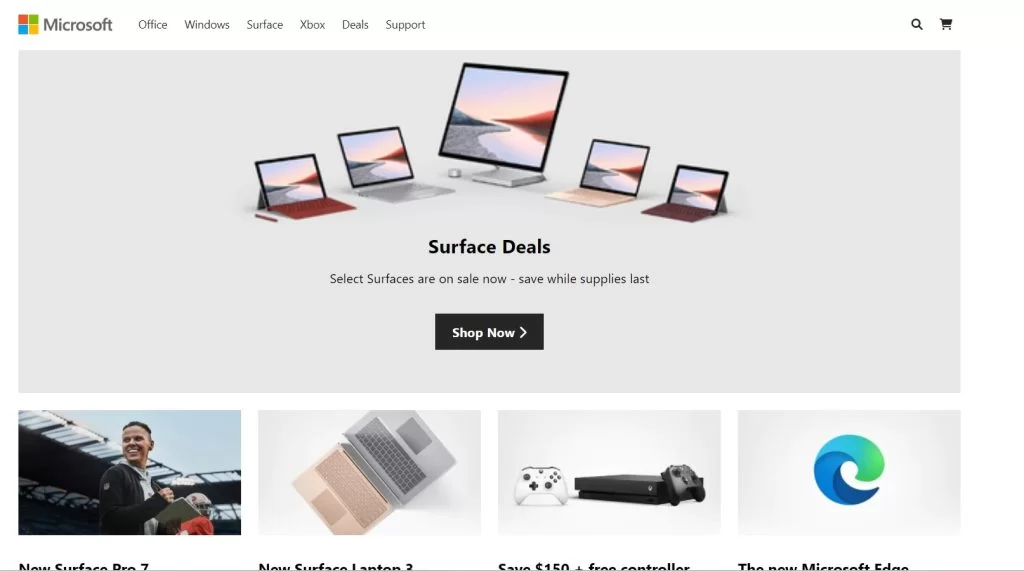 Microsoft Office Windows Surface Xbox Deals Support
Surface Deals
Select Surfaces are on sale now - save while supplies last
Shop Now
New Surface Pro 7
New Surface Laptop 3
Save $150 + free controller
The new Microsoft Edge